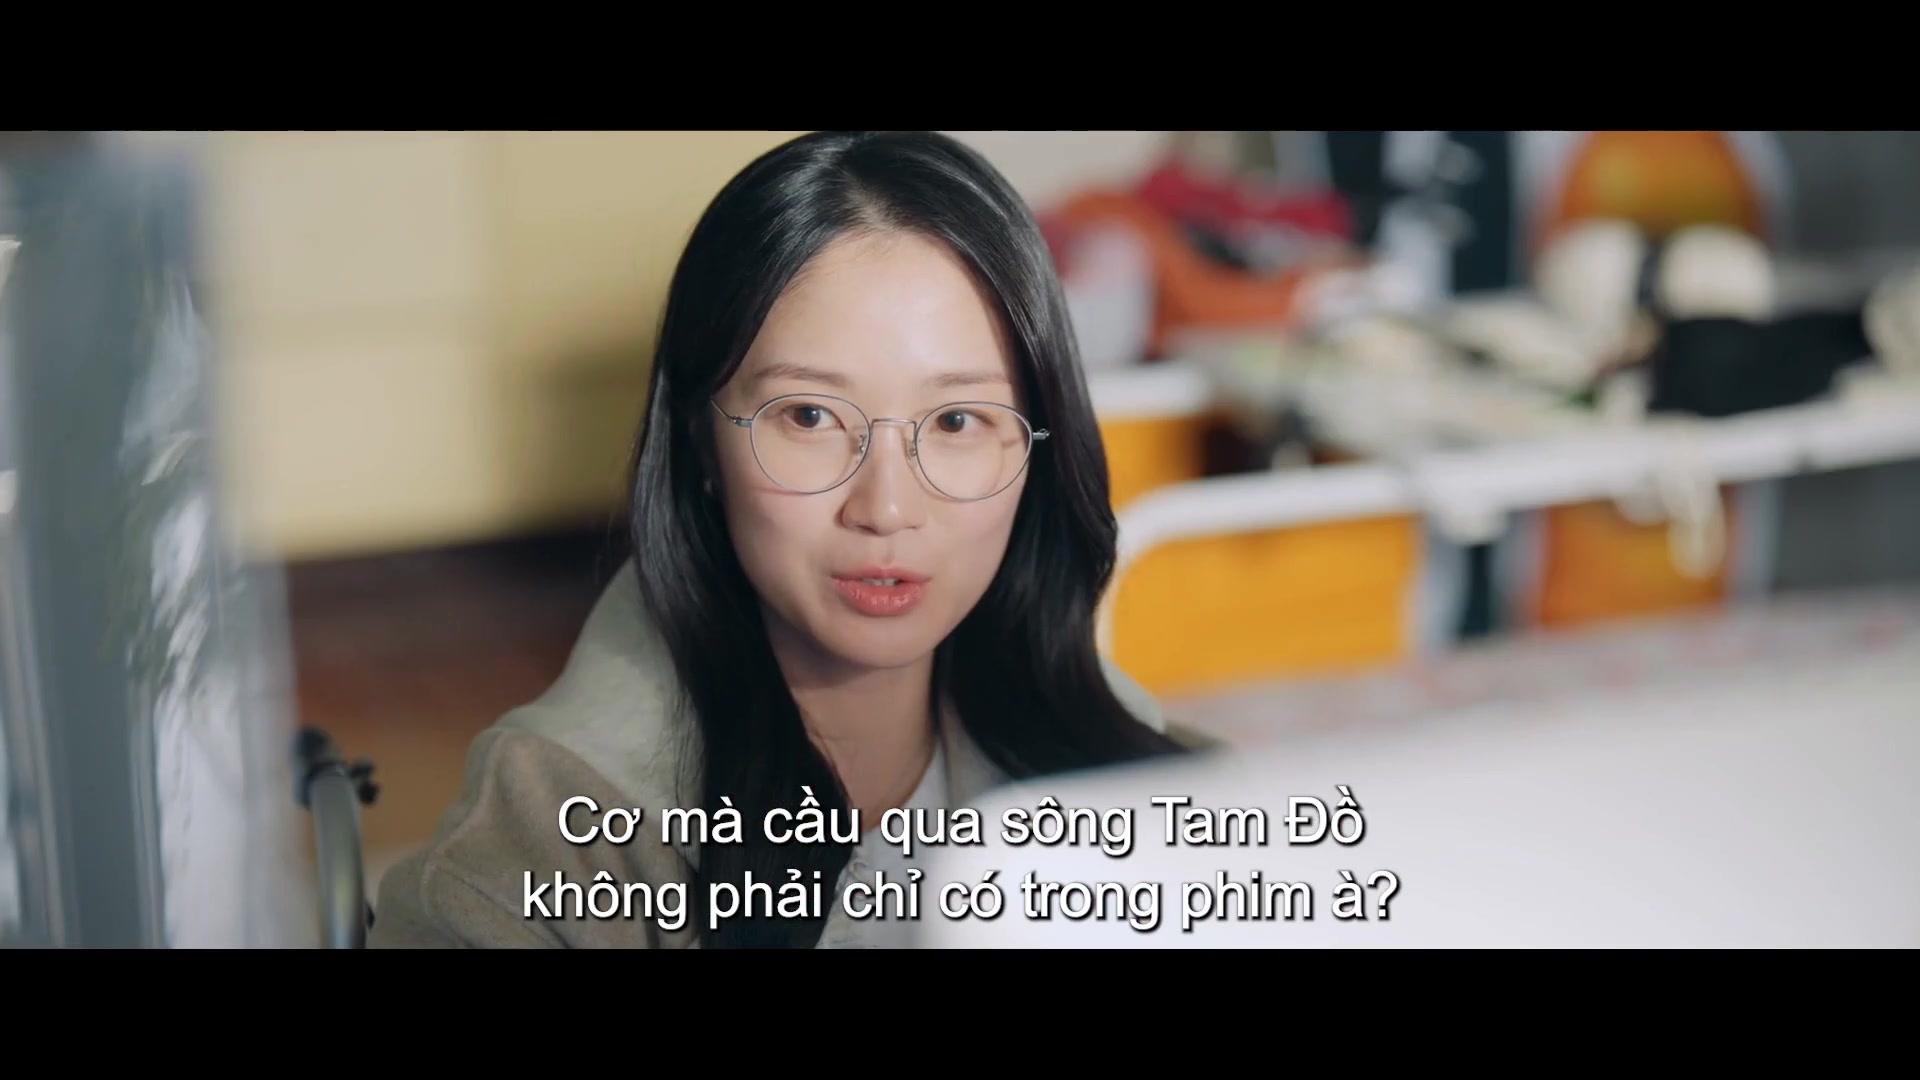 Cơ mà cầu qua sông Tam Đồ
không phải chỉ có trong phim à?